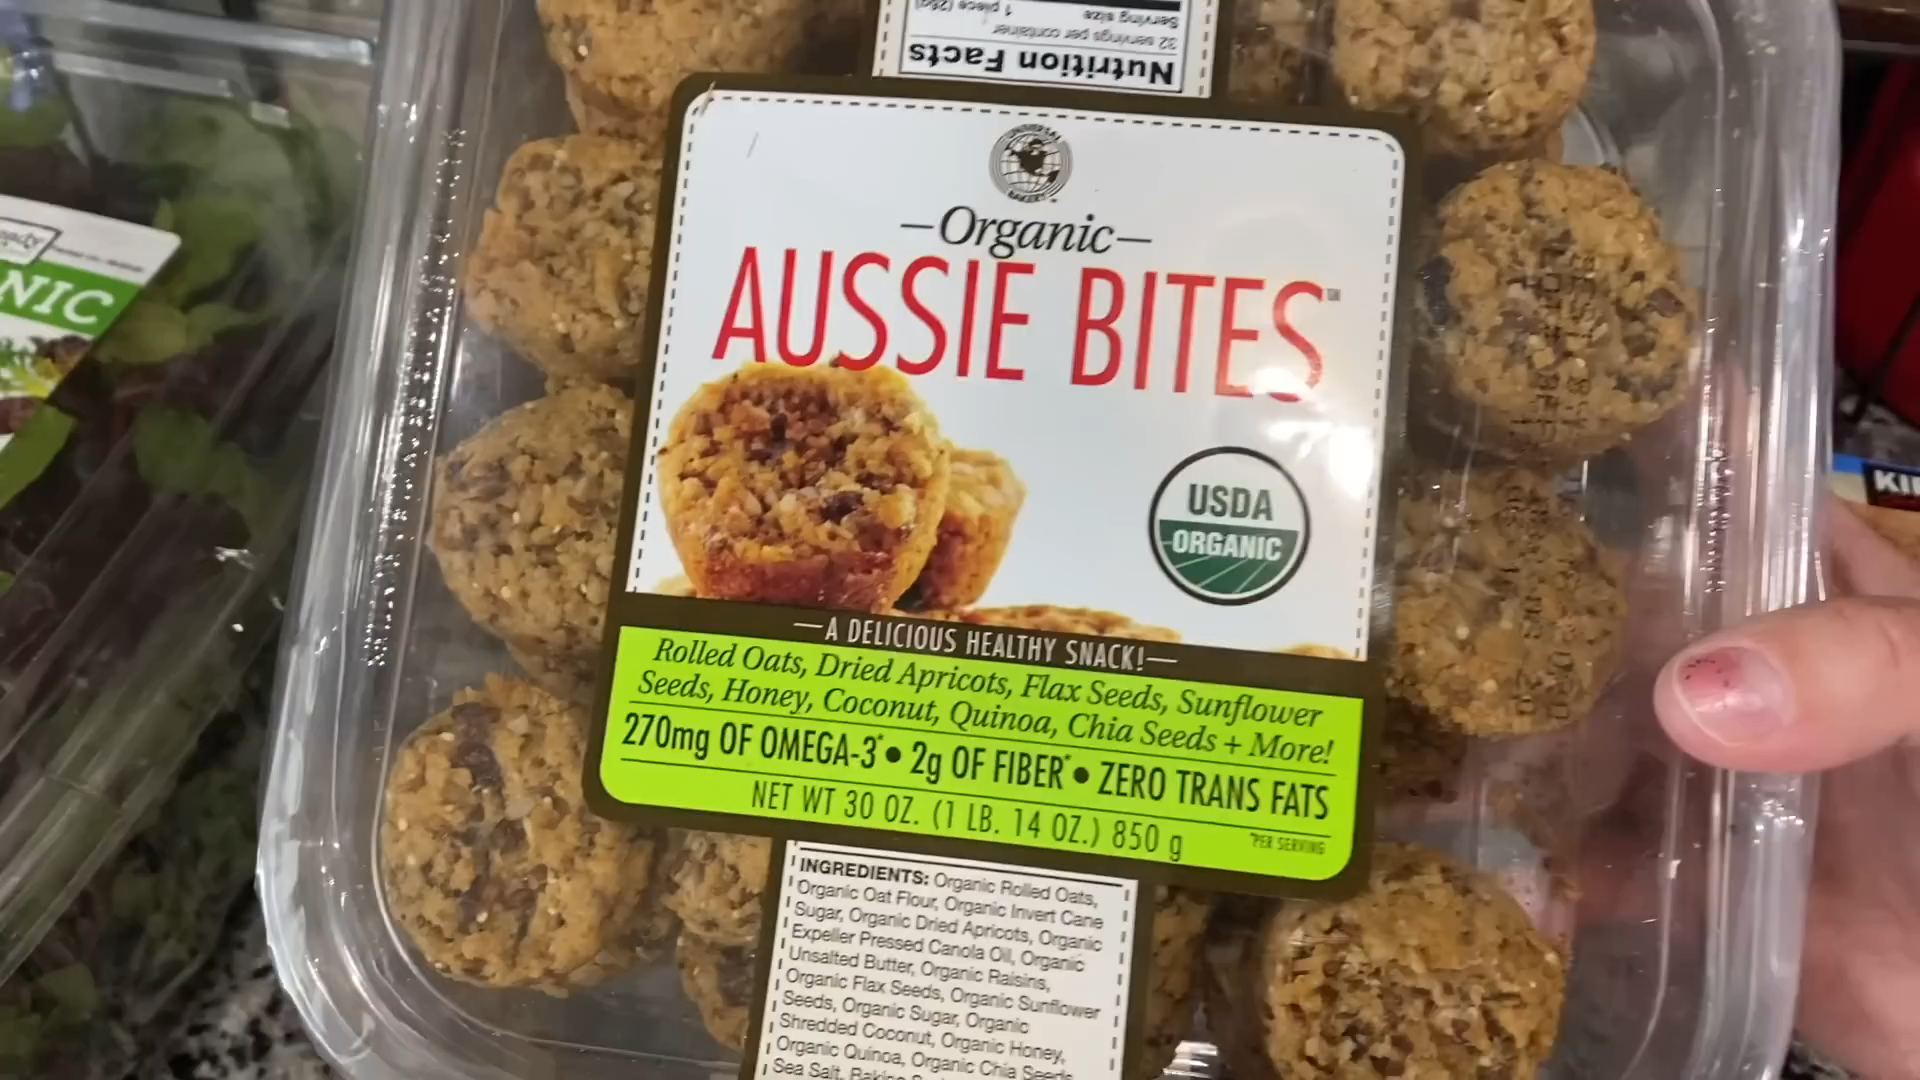 1 piece (26g)
Serving size
32 servings per container
Nutrition Facts
UNIVERSAL
BAKERY
—Organic—
AUSSIE BITES™
USDA
ORGANIC
—A DELICIOUS HEALTHY SNACK!—
Rolled Oats, Dried Apricots, Flax Seeds, Sunflower
Seeds, Honey, Coconut, Quinoa, Chia Seeds + More!
270mg OF OMEGA-3* • 2g OF FIBER* • ZERO TRANS FATS
NET WT 30 OZ. (1 LB. 14 OZ.) 850 g
*PER SERVING
INGREDIENTS: Organic Rolled Oats,
Organic Oat Flour, Organic Invert Cane
Sugar, Organic Dried Apricots, Organic
Expeller Pressed Canola Oil, Organic
Unsalted Butter, Organic Raisins,
Organic Flax Seeds, Organic Sunflower
Seeds, Organic Sugar, Organic
Shredded Coconut, Organic Honey,
Organic Quinoa, Organic Chia Seeds
Sea Salt,
NIC
KI